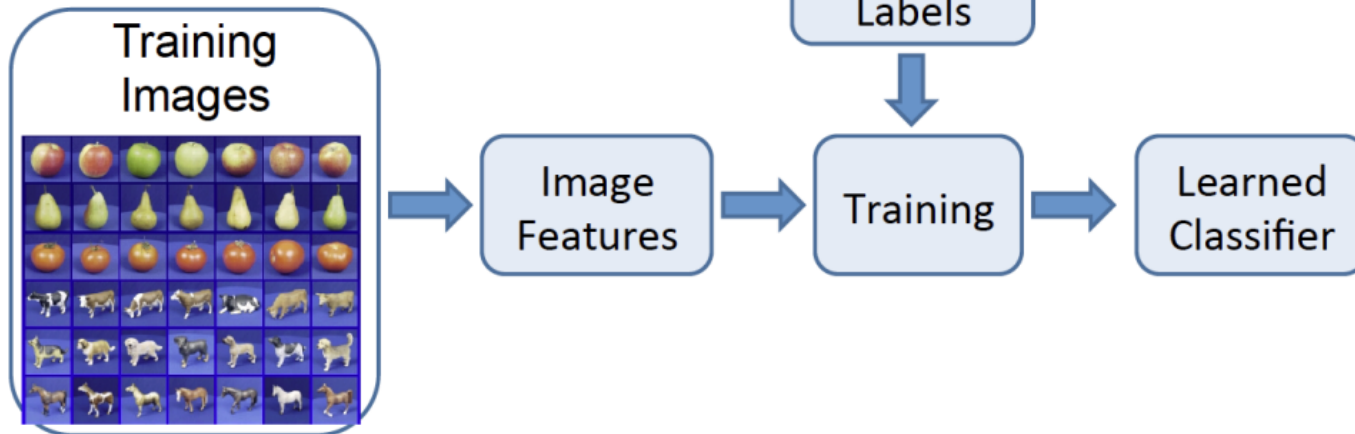 Training
Images
Labels
Image
Features
Training
Learned
Classifier